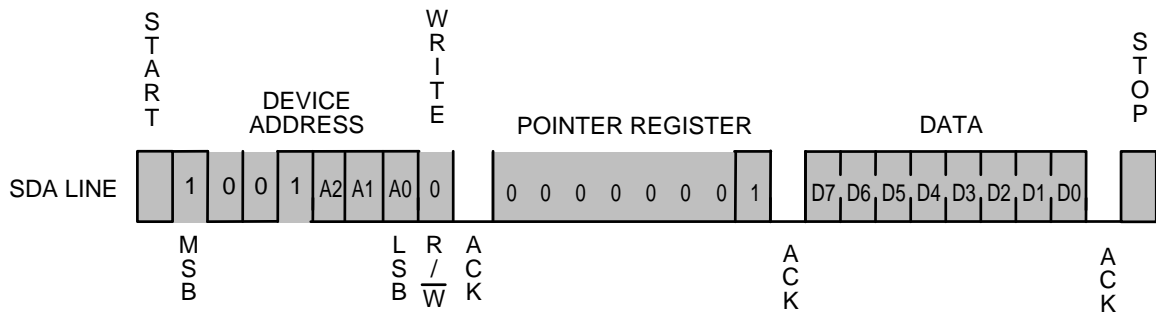 START
WRITE
STOP
DEVICE
ADDRESS
POINTER REGISTER
DATA
SDA LINE
1 0 0 1 A2 A1 A0 0 0 0 0 0 0 0 0 1 D7 D6 D5 D4 D3 D2 D1 D0
MSB
LSB
R/W
ACK
ACK
ACK